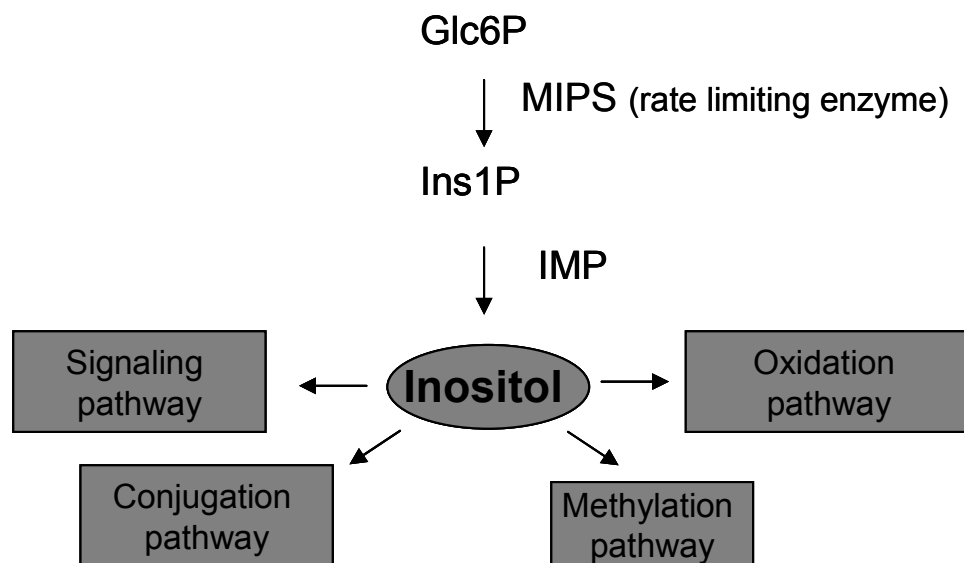 Glc6P
MIPS (rate limiting enzyme)
Ins1P
IMP
Signaling
pathway
Inositol
Oxidation
pathway
Conjugation
pathway
Methylation
pathway